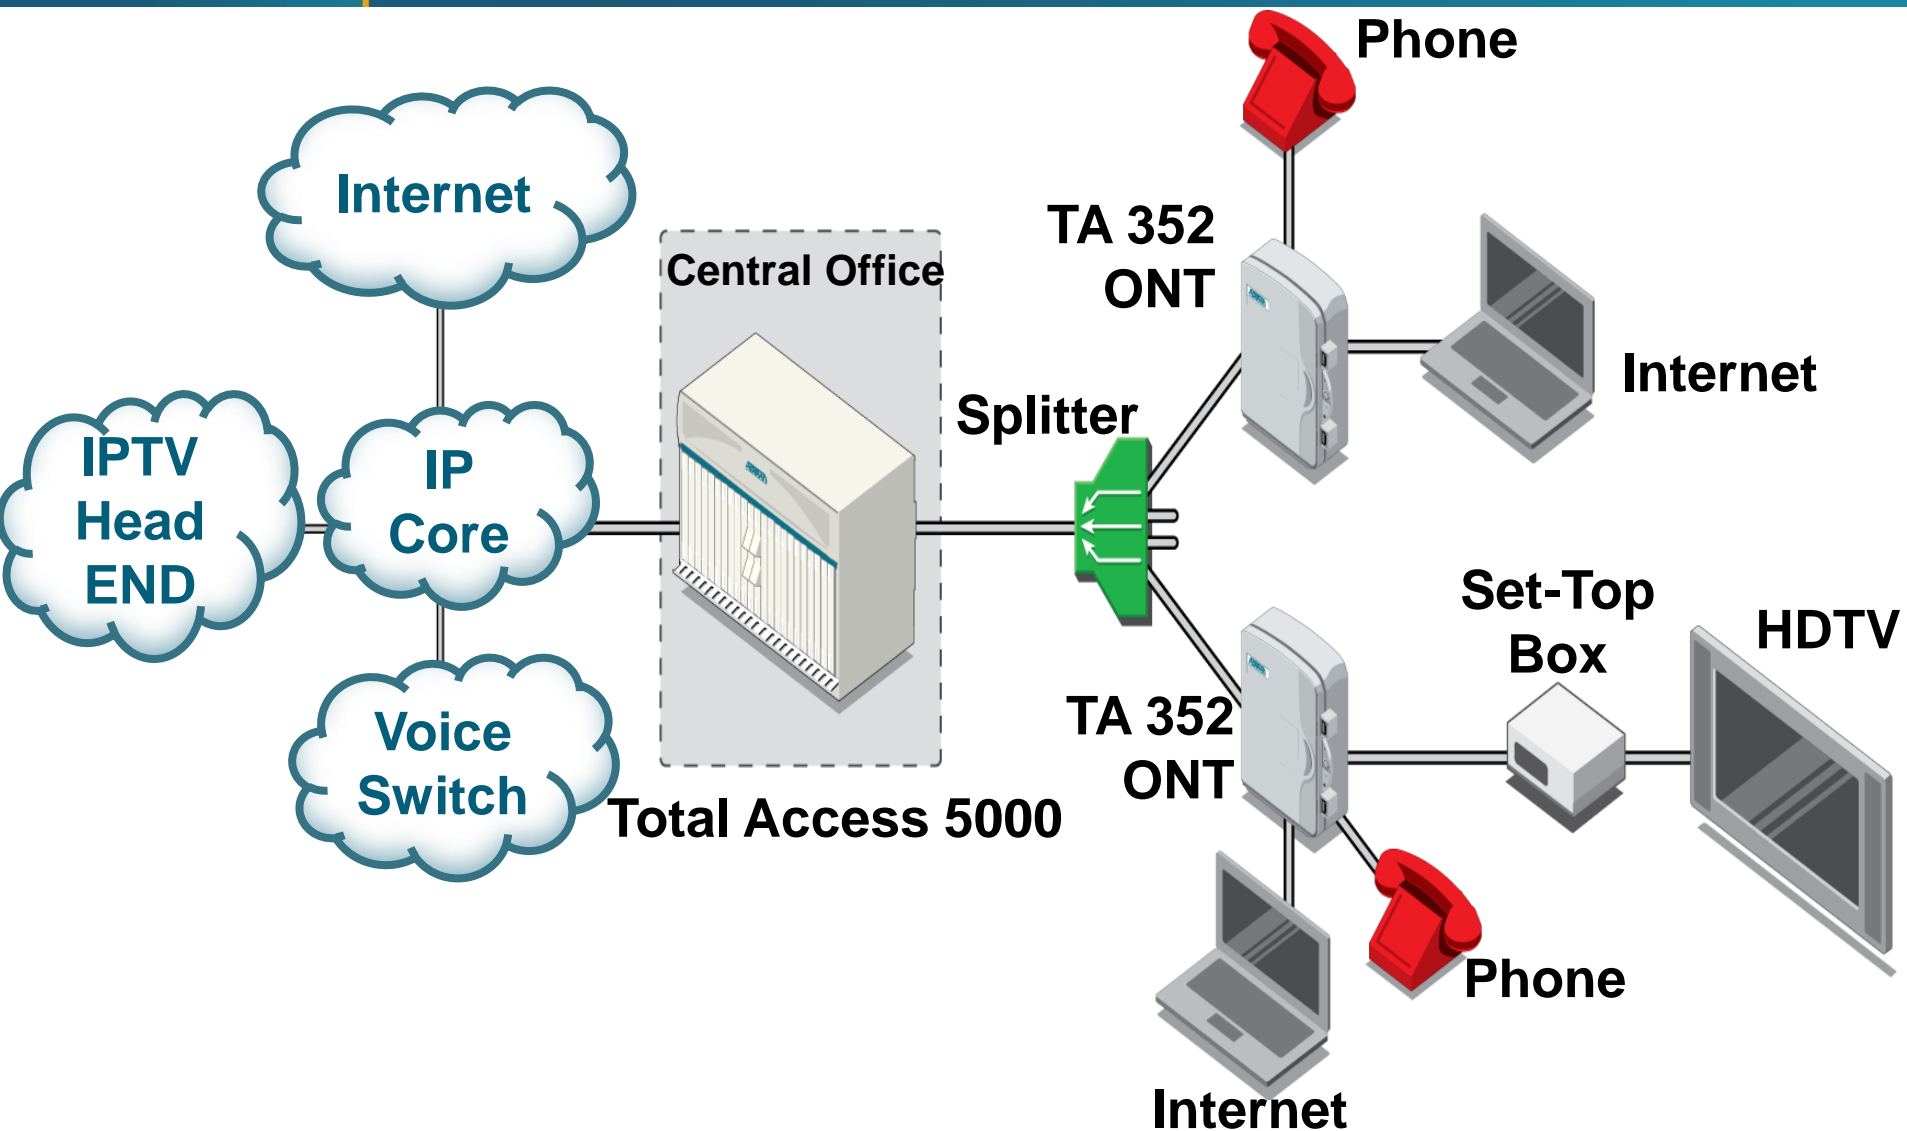 Phone
Internet
TA 352
ONT
Central Office
Internet
Splitter
IPTV
Head
END
IP
Core
Set-Top
Box
HDTV
TA 352
ONT
Voice
Switch
Total Access 5000
Phone
Internet